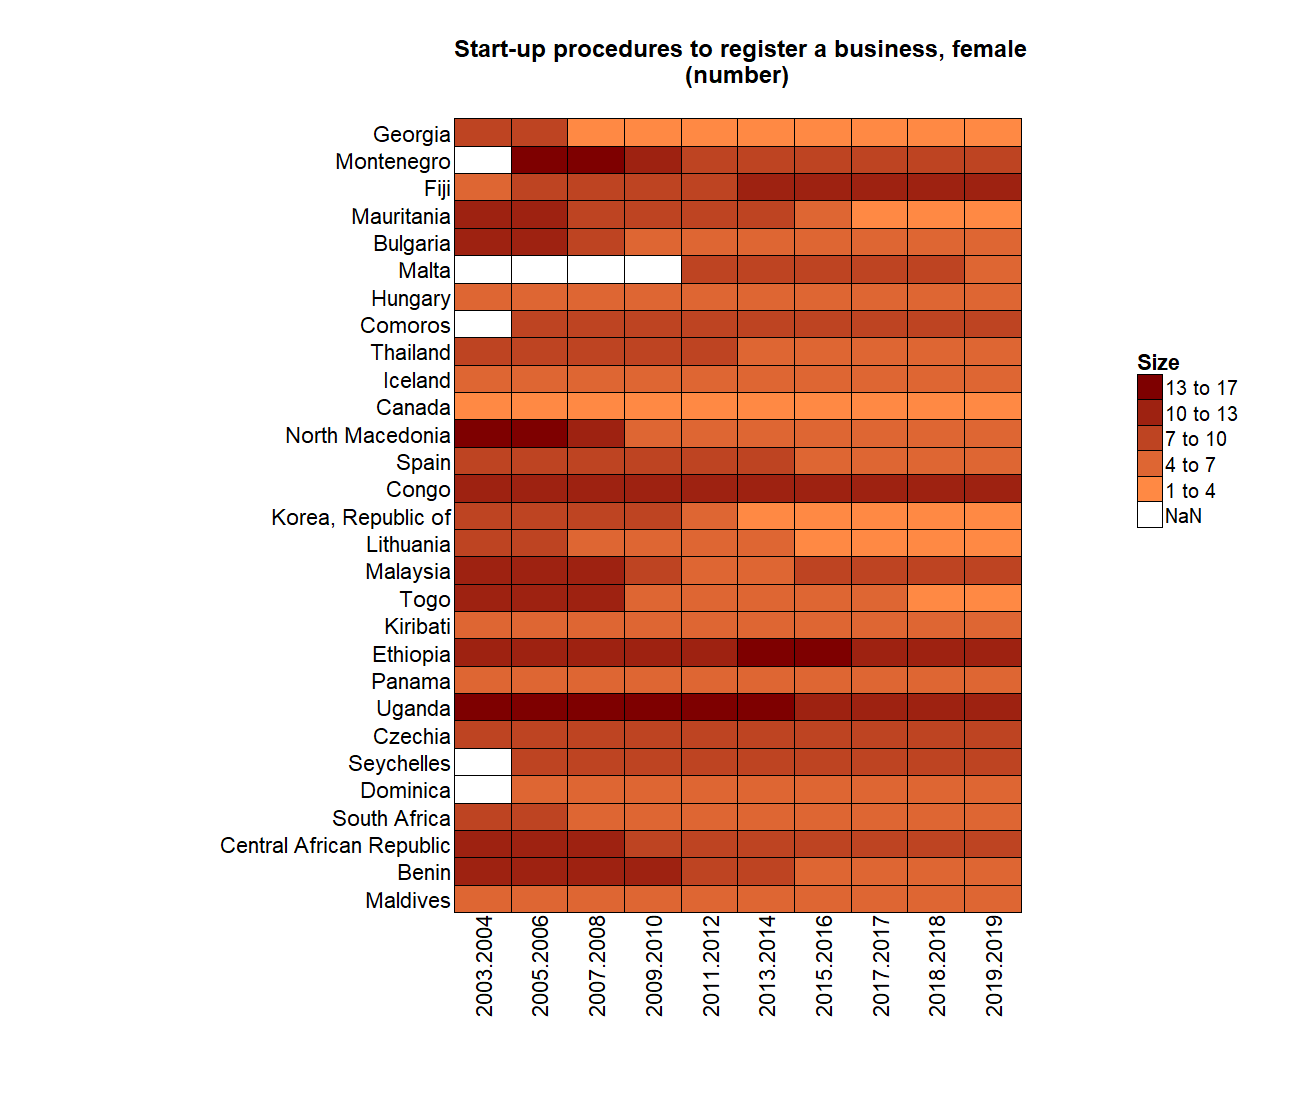 Start-up procedures to register a business, female
(number)
Georgia
Montenegro
Fiji
Mauritania
Bulgaria
Malta
Hungary
Comoros
Thailand
Iceland
Canada
North Macedonia
Spain
Congo
Korea, Republic of
Lithuania
Malaysia
Togo
Kiribati
Ethiopia
Panama
Uganda
Czechia
Seychelles
Dominica
South Africa
Central African Republic
Benin
Maldives
2003.2004
2005.2006
2007.2008
2009.2010
2011.2012
2013.2014
2015.2016
2017.2017
2018.2018
2019.2019
Size
13 to 17
10 to 13
7 to 10
4 to 7
1 to 4
NaN